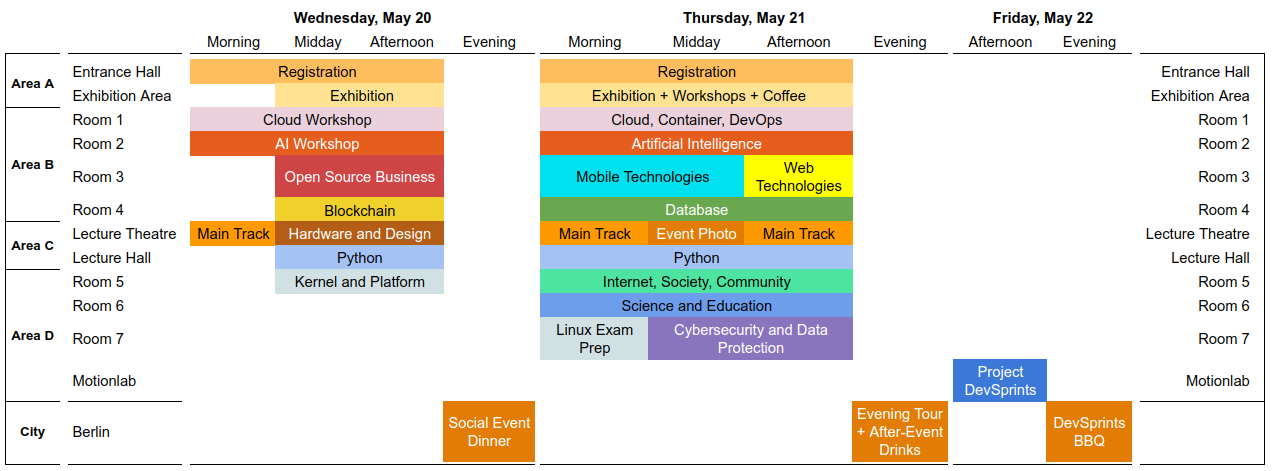 Wednesday, May 20 Thursday, May 21 Friday, May 22
Morning Midday Afternoon Evening Morning Midday Afternoon Evening Afternoon Evening
Area A
Entrance Hall Registration Registration Entrance Hall
Exhibition Area Exhibition Exhibition + Workshops + Coffee Exhibition Area
Area B
Room 1 Cloud Workshop Cloud, Container, DevOps Room 1
Room 2 AI Workshop Artificial Intelligence Room 2
Room 3 Open Source Business Mobile Technologies Web
Technologies Room 3
Room 4 Blockchain Database Room 4
Area C
Lecture Theatre Main Track Hardware and Design Main Track Event Photo Main Track Lecture Theatre
Lecture Hall Python Python Lecture Hall
Area D
Room 5 Kernel and Platform Internet, Society, Community Room 5
Room 6 Science and Education Room 6
Room 7 Linux Exam
Prep Cybersecurity and Data
Protection Room 7
Motionlab Project
DevSprints Motionlab
City
Berlin Social Event
Dinner Evening Tour
+ After-Event
Drinks DevSprints
BBQ